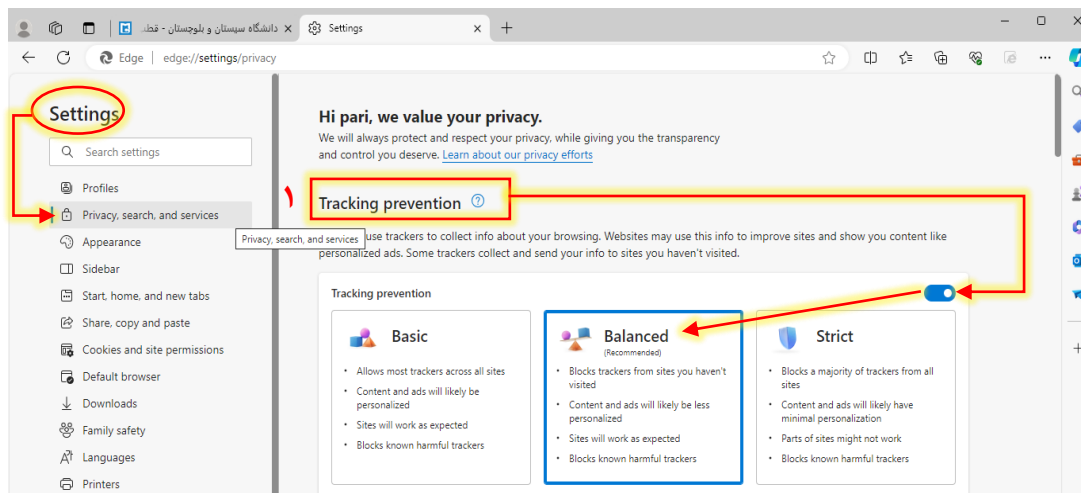 دانشگاه سیستان و بلوچستان - قطد
Settings
Edge | edge://settings/privacy
Settings
Search settings
Profiles
Privacy, search, and services
Appearance
Sidebar
Start, home, and new tabs
Share, copy and paste
Cookies and site permissions
Default browser
Downloads
Family safety
Languages
Printers
Privacy, search, and services
Hi pari, we value your privacy.
We will always protect and respect your privacy, while giving you the transparency
and control you deserve. Learn about our privacy efforts
۱
Tracking prevention
use trackers to collect info about your browsing. Websites may use this info to improve sites and show you content like
personalized ads. Some trackers collect and send your info to sites you haven't visited.
Tracking prevention
Basic
• Allows most trackers across all sites
• Content and ads will likely be
personalized
• Sites will work as expected
• Blocks known harmful trackers
Balanced
(Recommended)
• Blocks trackers from sites you haven't
visited
• Content and ads will likely be less
personalized
• Sites will work as expected
• Blocks known harmful trackers
Strict
• Blocks a majority of trackers from all
sites
• Content and ads will likely have
minimal personalization
• Parts of sites might not work
• Blocks known harmful trackers